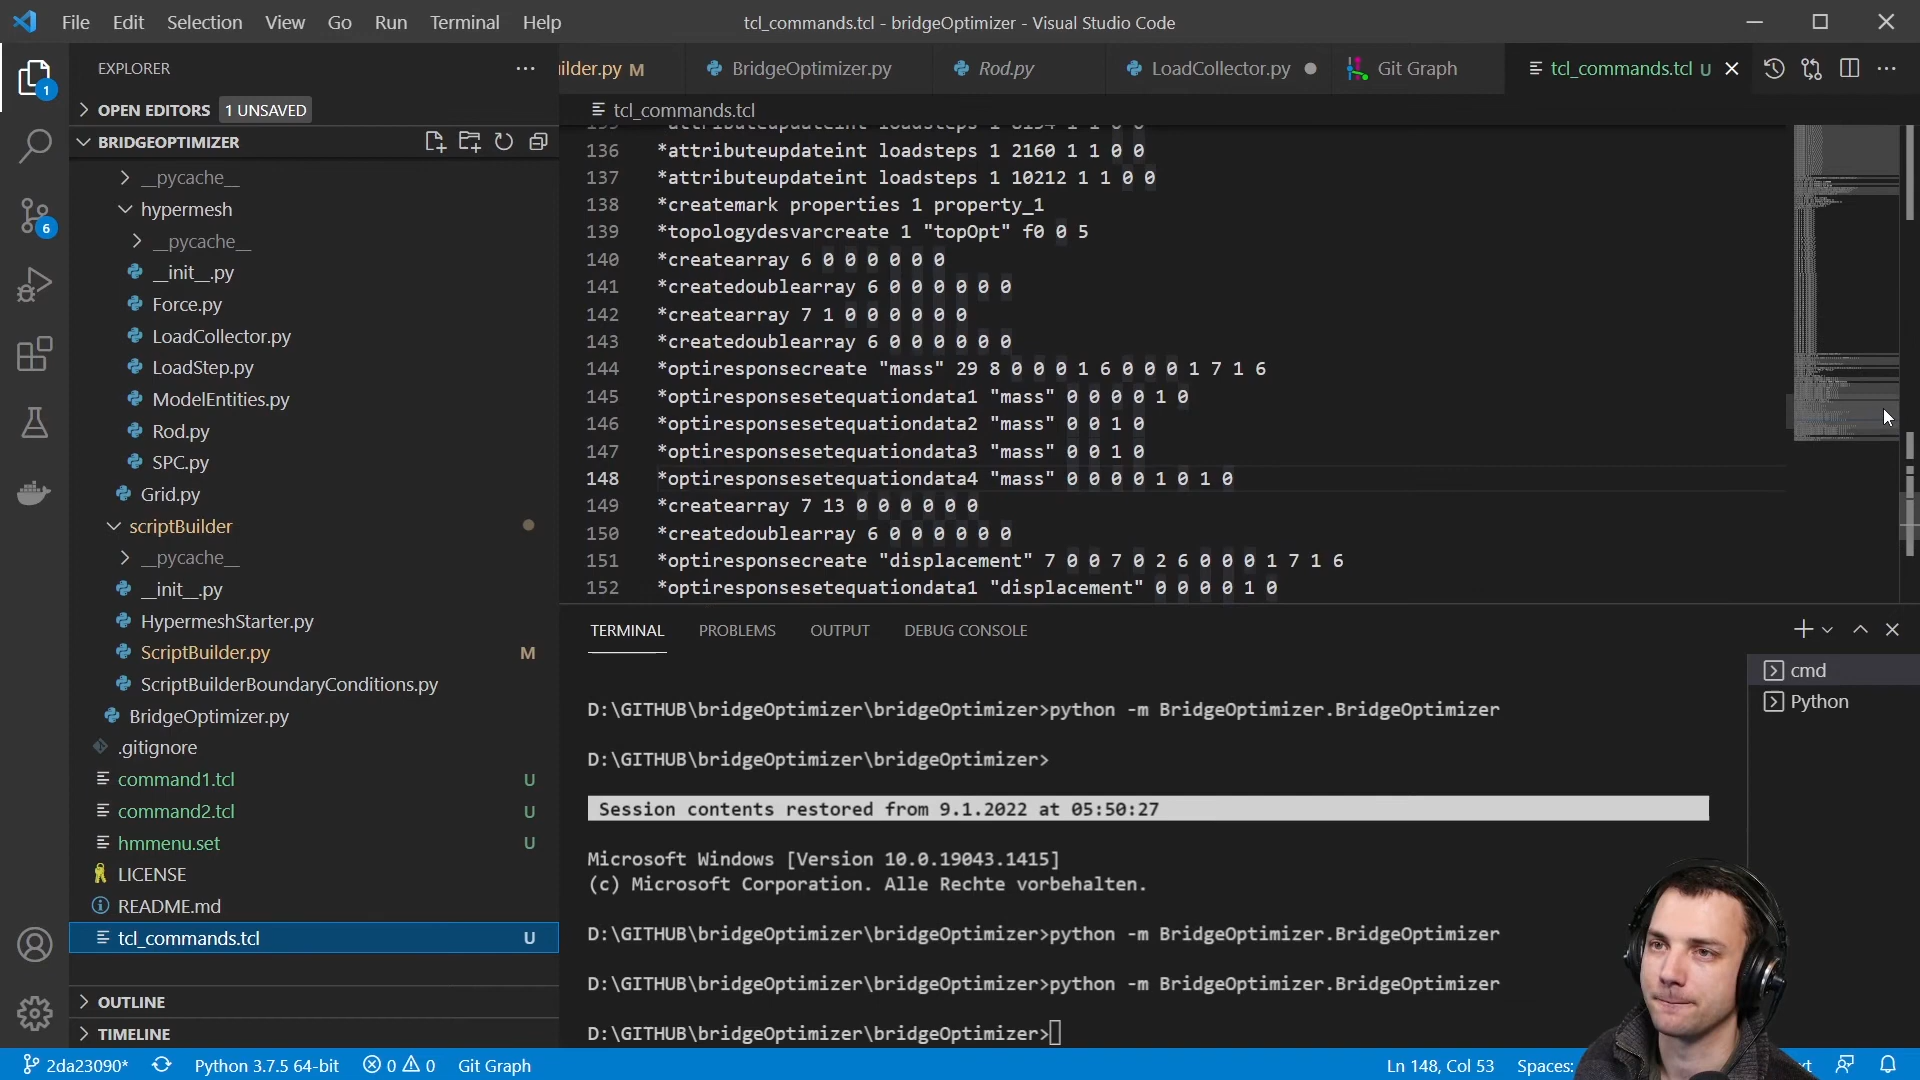 File Edit Selection View Go Run Terminal Help
tcl_commands.tcl - bridgeOptimizer - Visual Studio Code
EXPLORER
ilder.py M
BridgeOptimizer.py
Rod.py
LoadCollector.py
Git Graph
tcl_commands.tcl U
OPEN EDITORS 1 UNSAVED
tcl_commands.tcl
BRIDGEOPTIMIZER
__pycache__
hypermesh
__pycache__
__init__.py
Force.py
LoadCollector.py
LoadStep.py
ModelEntities.py
Rod.py
SPC.py
Grid.py
scriptBuilder
__pycache__
__init__.py
HypermeshStarter.py
ScriptBuilder.py M
ScriptBuilderBoundaryConditions.py
BridgeOptimizer.py
.gitignore
command1.tcl U
command2.tcl U
hmmenu.set U
LICENSE
README.md
tcl_commands.tcl U
OUTLINE
TIMELINE
1
6
136 *attributeupdateint loadsteps 1 2160 1 1 0 0
137 *attributeupdateint loadsteps 1 10212 1 1 0 0
138 *createmark properties 1 property_1
139 *topologydesvarcreate 1 "topOpt" f0 0 5
140 *createarray 6 0 0 0 0 0 0
141 *createdoublearray 6 0 0 0 0 0 0
142 *createarray 7 1 0 0 0 0 0 0
143 *createdoublearray 6 0 0 0 0 0 0
144 *optiresponsecreate "mass" 29 8 0 0 0 1 6 0 0 0 1 7 1 6
145 *optiresponsesetequationdata1 "mass" 0 0 0 0 1 0
146 *optiresponsesetequationdata2 "mass" 0 0 1 0
147 *optiresponsesetequationdata3 "mass" 0 0 1 0
148 *optiresponsesetequationdata4 "mass" 0 0 0 0 1 0 1 0
149 *createarray 7 13 0 0 0 0 0 0
150 *createdoublearray 6 0 0 0 0 0 0
151 *optiresponsecreate "displacement" 7 0 0 7 0 2 6 0 0 0 1 7 1 6
152 *optiresponsesetequationdata1 "displacement" 0 0 0 0 1 0
TERMINAL PROBLEMS OUTPUT DEBUG CONSOLE
cmd
Python
D:\GITHUB\bridgeOptimizer\bridgeOptimizer>python -m BridgeOptimizer.BridgeOptimizer
D:\GITHUB\bridgeOptimizer\bridgeOptimizer>
Session contents restored from 9.1.2022 at 05:50:27
Microsoft Windows [Version 10.0.19043.1415]
(c) Microsoft Corporation. Alle Rechte vorbehalten.
D:\GITHUB\bridgeOptimizer\bridgeOptimizer>python -m BridgeOptimizer.BridgeOptimizer
D:\GITHUB\bridgeOptimizer\bridgeOptimizer>python -m BridgeOptimizer.BridgeOptimizer
D:\GITHUB\bridgeOptimizer\bridgeOptimizer>
2da23090* Python 3.7.5 64-bit 0 0 Git Graph Ln 148, Col 53 Spaces: